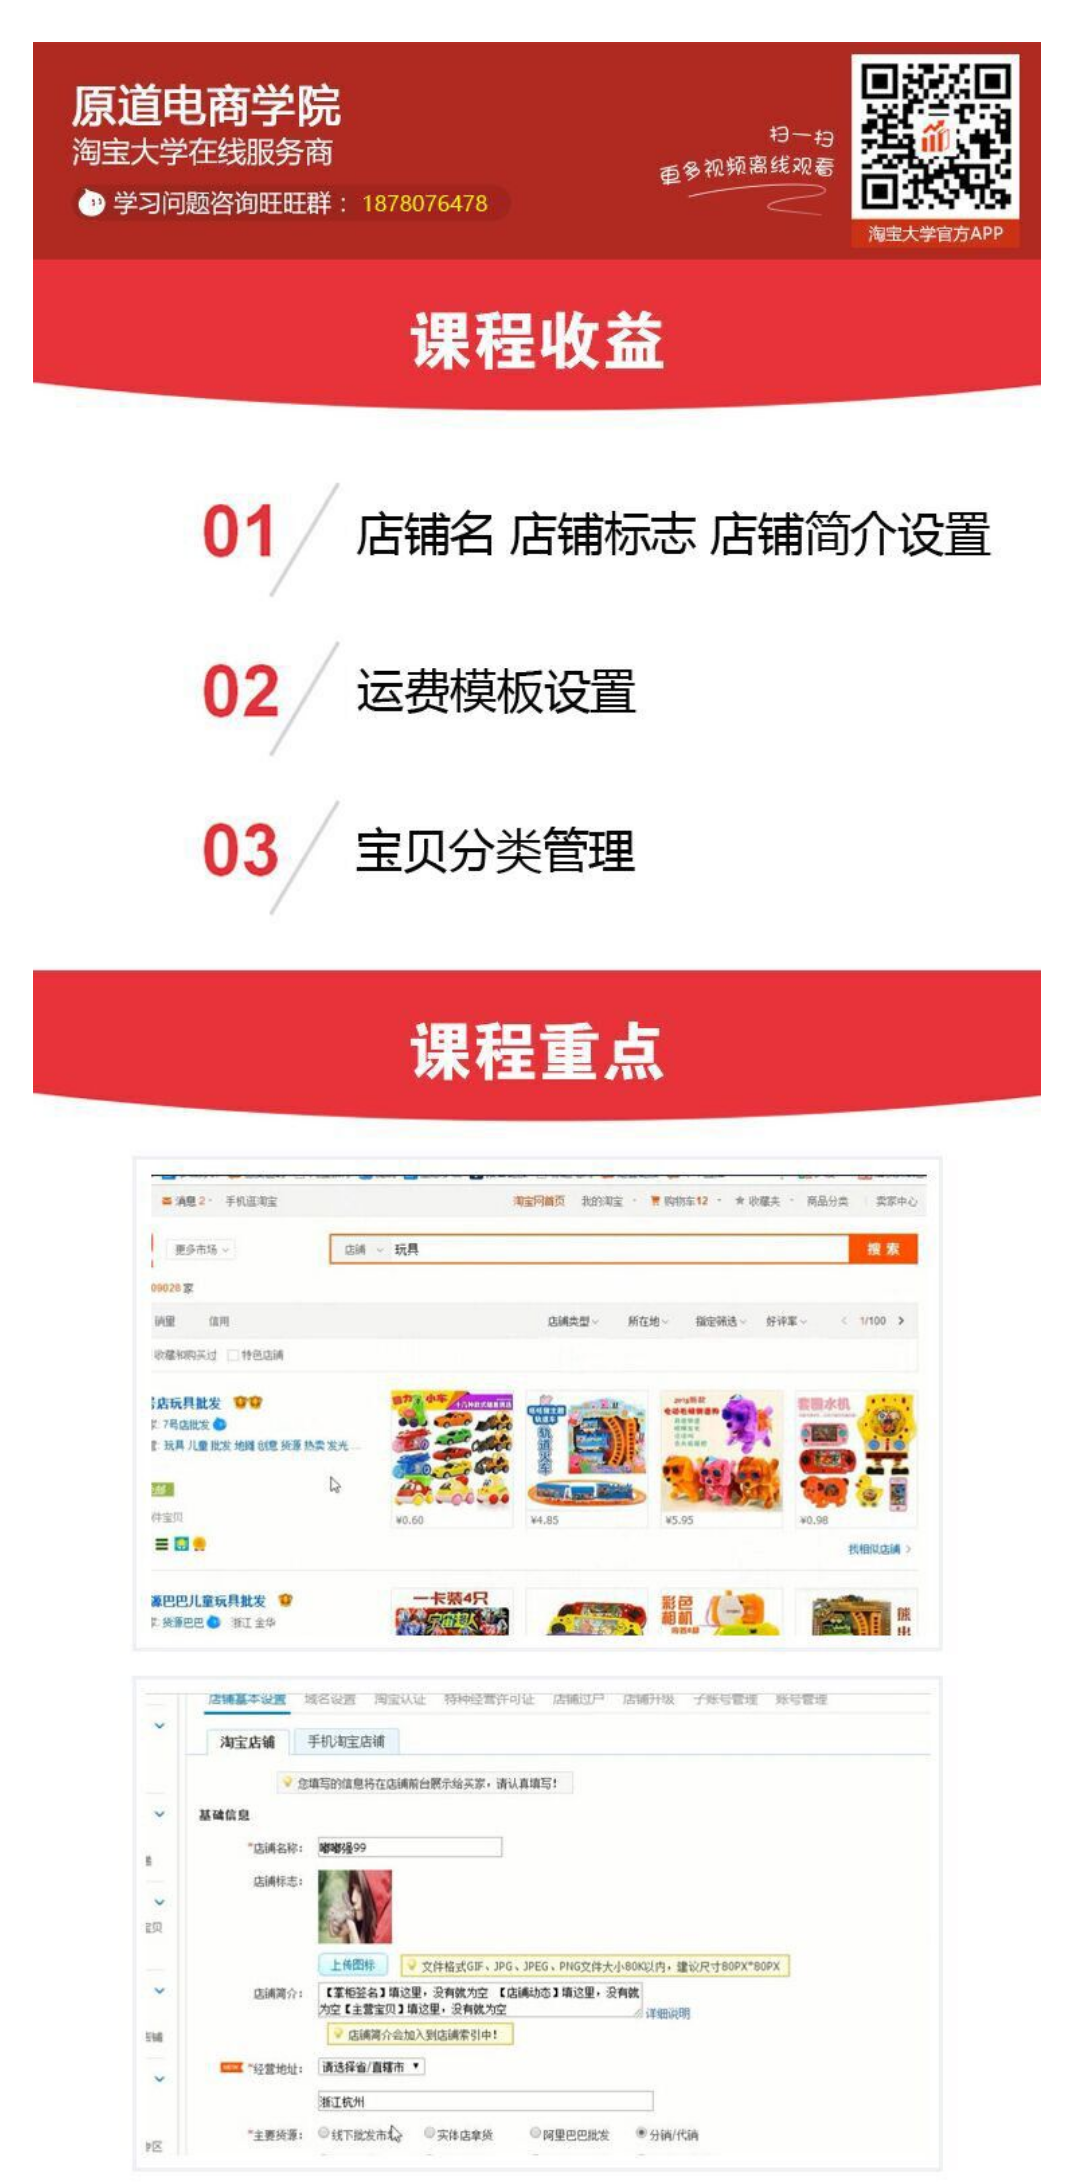 原道电商学院
淘宝大学在线服务商
学习问题咨询旺旺群： 1878076478
扫一扫
更多视频离线观看
淘宝大学官方APP
课程收益
01 店铺名 店铺标志 店铺简介设置
02 运费模板设置
03 宝贝分类管理
课程重点
消息 2 手机逛淘宝 淘宝网首页 我的淘宝 购物车12 收藏夹 商品分类 卖家中心
更多市场 店铺 玩具 搜 索
09028 家
销量 信用 店铺类型 所在地 指定筛选 好评率 < 1/100 >
收藏和购买过 特色店铺
店玩具批发
7号店批发
玩具 儿童 批发 地摊 创意 货源 热卖 发光 ...
件宝贝
小车
轨道火车
套圈水机
¥0.60 ¥4.85 ¥5.95 ¥0.98
找相似店铺 >
源巴巴儿童玩具批发
货源巴巴 浙江 金华
一卡装4只
彩色
相机
熊
店铺基本设置 域名设置 淘宝认证 特种经营许可证 店铺过户 店铺升级 子账号管理 账号管理
淘宝店铺 手机淘宝店铺
您填写的信息将在店铺前台展示给买家，请认真填写！
基础信息
*店铺名称： 嘟嘟强99
店铺标志：
上传图标 文件格式GIF、JPG、JPEG、PNG文件大小80K以内，建议尺寸80PX*80PX
店铺简介： 【掌柜签名】填这里，没有就为空 【店铺动态】填这里，没有就
为空【主营宝贝】填这里，没有就为空 详细说明
店铺简介会加入到店铺索引中！
NEW *经营地址： 请选择省/直辖市
浙江杭州
*主要货源： 线下批发市场 实体店拿货 阿里巴巴批发 分销/代销